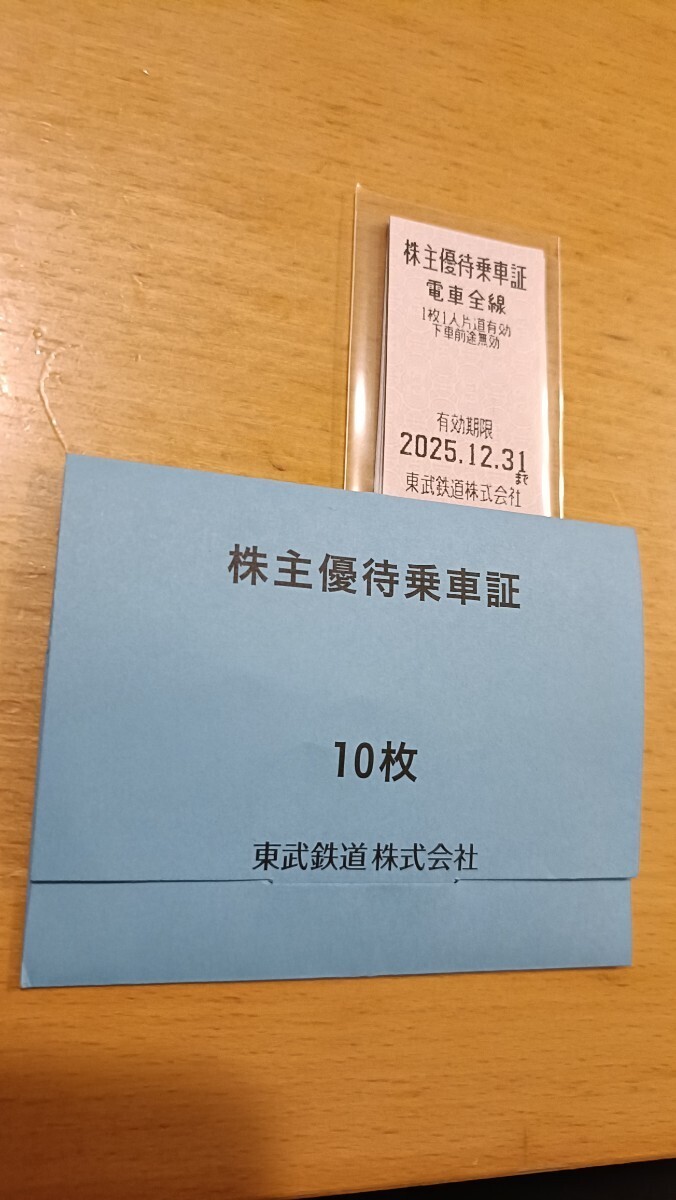 株主優待乗車証
電車全線
1枚1人片道有効
下車前途無効
有効期限
2025.12.31
まで
東武鉄道株式会社
株主優待乗車証
10枚
東武鉄道株式会社